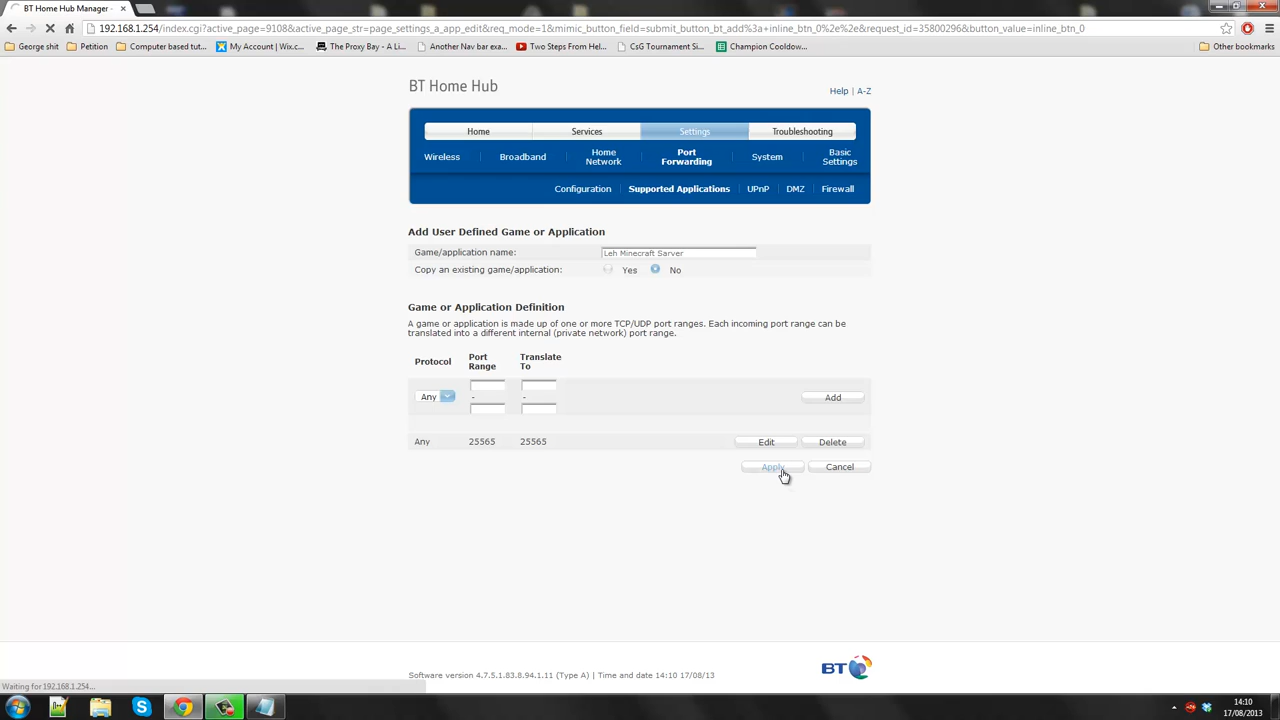 BT Home Hub Manager
192.168.1.254/index.cgi?active_page=9108&active_page_str=page_settings_a_app_edit&req_mode=1&mimic_button_field=submit_button_bt_add%3a+inline_btn_0%2e%2e&request_id=35800296&button_value=inline_btn_0
George shit Petition Computer based tut... My Account | Wix.c... The Proxy Bay - A Li... Another Nav bar exa... Two Steps From Hel... CsG Tournament Si... Champion Cooldow... Other bookmarks
BT Home Hub
Help | A-Z
Home Services Settings Troubleshooting
Wireless Broadband Home Network Port Forwarding System Basic Settings
Configuration Supported Applications UPnP DMZ Firewall
Add User Defined Game or Application
Game/application name: Leh Minecraft Sarver
Copy an existing game/application: Yes No
Game or Application Definition
A game or application is made up of one or more TCP/UDP port ranges. Each incoming port range can be
translated into a different internal (private network) port range.
Protocol Port Range Translate To
Any - - Add
Any 25565 25565 Edit Delete
Apply Cancel
BT
Software version 4.7.5.1.83.8.94.1.11 (Type A) | Time and date 14:10 17/08/13
Waiting for 192.168.1.254...
14:10
17/08/2013